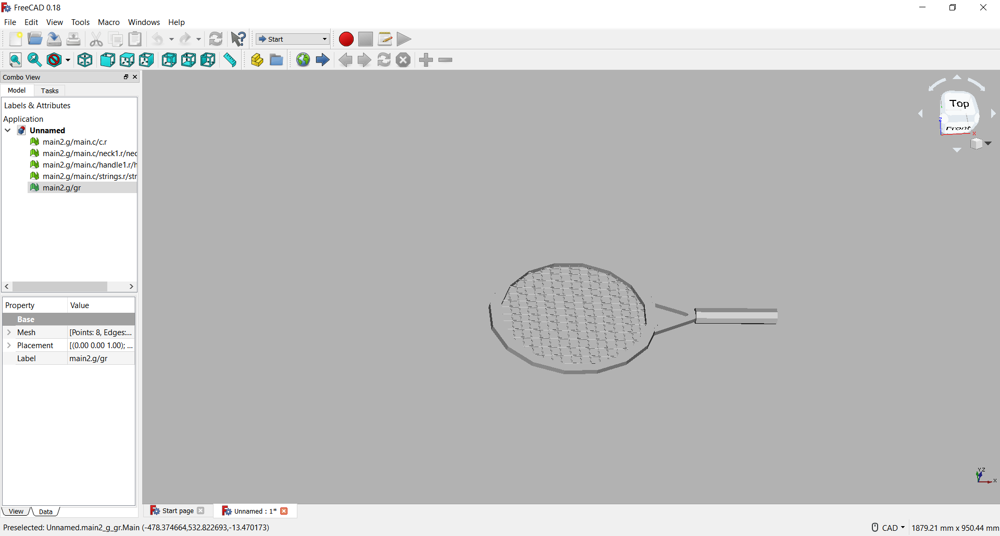 FreeCAD 0.18
File Edit View Tools Macro Windows Help
Start
Combo View
Model Tasks
Labels & Attributes
Application
Unnamed
main2.g/main.c/c.r
main2.g/main.c/neck1.r/nec
main2.g/main.c/handle1.r/h
main2.g/main.c/strings.r/str
main2.g/gr
Property Value
Base
Mesh [Points: 8, Edges:...
Placement [(0.00 0.00 1.00); ...
Label main2.g/gr
View Data
Top
Front
Z
X
Y Z
X
Start page
Unnamed : 1*
Preselected: Unnamed.main2_g_gr.Main (-478.374664,532.822693,-13.470173)
CAD 1879.21 mm x 950.44 mm